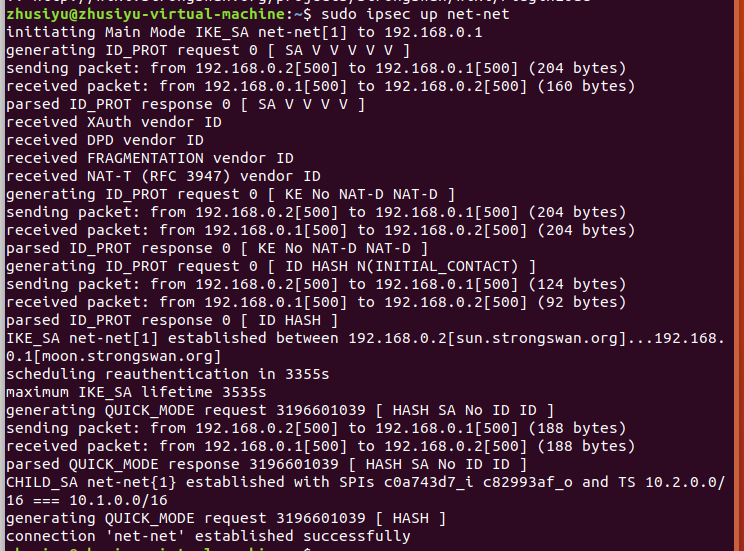 zhusiyu@zhusiyu-virtual-machine:~$ sudo ipsec up net-net
initiating Main Mode IKE_SA net-net[1] to 192.168.0.1
generating ID_PROT request 0 [ SA V V V V V ]
sending packet: from 192.168.0.2[500] to 192.168.0.1[500] (204 bytes)
received packet: from 192.168.0.1[500] to 192.168.0.2[500] (160 bytes)
parsed ID_PROT response 0 [ SA V V V V ]
received XAuth vendor ID
received DPD vendor ID
received FRAGMENTATION vendor ID
received NAT-T (RFC 3947) vendor ID
generating ID_PROT request 0 [ KE No NAT-D NAT-D ]
sending packet: from 192.168.0.2[500] to 192.168.0.1[500] (204 bytes)
received packet: from 192.168.0.1[500] to 192.168.0.2[500] (204 bytes)
parsed ID_PROT response 0 [ KE No NAT-D NAT-D ]
generating ID_PROT request 0 [ ID HASH N(INITIAL_CONTACT) ]
sending packet: from 192.168.0.2[500] to 192.168.0.1[500] (124 bytes)
received packet: from 192.168.0.1[500] to 192.168.0.2[500] (92 bytes)
parsed ID_PROT response 0 [ ID HASH ]
IKE_SA net-net[1] established between 192.168.0.2[sun.strongswan.org]...192.168.
0.1[moon.strongswan.org]
scheduling reauthentication in 3355s
maximum IKE_SA lifetime 3535s
generating QUICK_MODE request 3196601039 [ HASH SA No ID ID ]
sending packet: from 192.168.0.2[500] to 192.168.0.1[500] (188 bytes)
received packet: from 192.168.0.1[500] to 192.168.0.2[500] (188 bytes)
parsed QUICK_MODE response 3196601039 [ HASH SA No ID ID ]
CHILD_SA net-net{1} established with SPIs c0a743d7_i c82993af_o and TS 10.2.0.0/
16 === 10.1.0.0/16
generating QUICK_MODE request 3196601039 [ HASH ]
connection 'net-net' established successfully